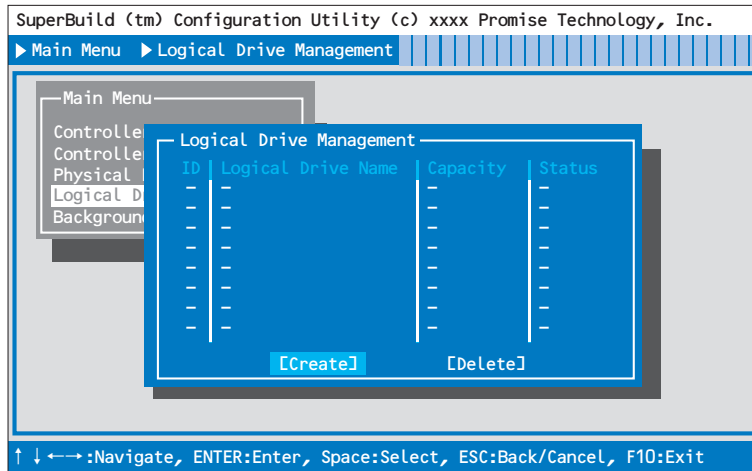 SuperBuild (tm) Configuration Utility (c) xxxx Promise Technology, Inc.
Main Menu Logical Drive Management
Main Menu
Controlle
Controlle
Physical
Logical D
Backgroun
Logical Drive Management
ID Logical Drive Name Capacity Status
– – – –
– – – –
– – – –
– – – –
– – – –
– – – –
– – – –
– – – –
[Create] [Delete]
↑ ↓ ←→ :Navigate, ENTER:Enter, Space:Select, ESC:Back/Cancel, F10:Exit